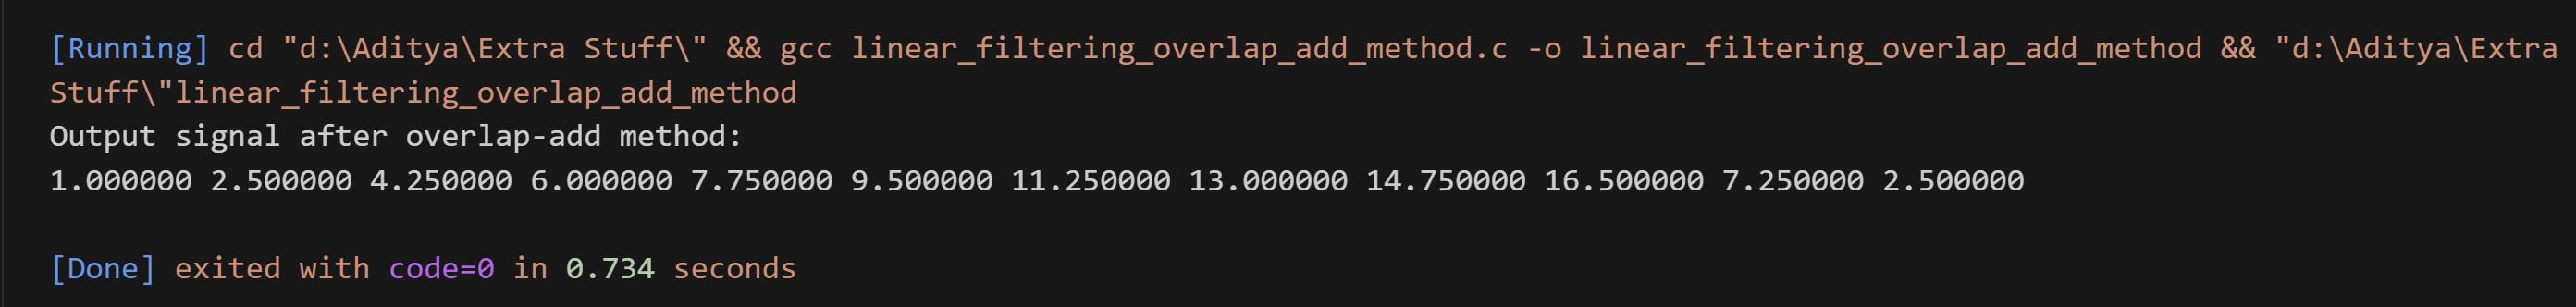 [Running] cd "d:\Aditya\Extra Stuff\" && gcc linear_filtering_overlap_add_method.c -o linear_filtering_overlap_add_method && "d:\Aditya\Extra
Stuff\"linear_filtering_overlap_add_method
Output signal after overlap-add method:
1.000000 2.500000 4.250000 6.000000 7.750000 9.500000 11.250000 13.000000 14.750000 16.500000 7.250000 2.500000
[Done] exited with code=0 in 0.734 seconds